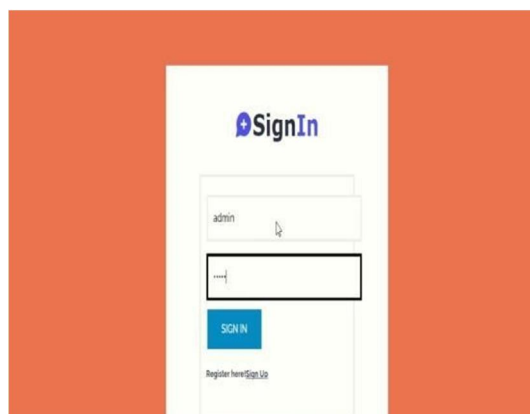 SignIn
admin
·····
SIGN IN
Register here!Sign Up